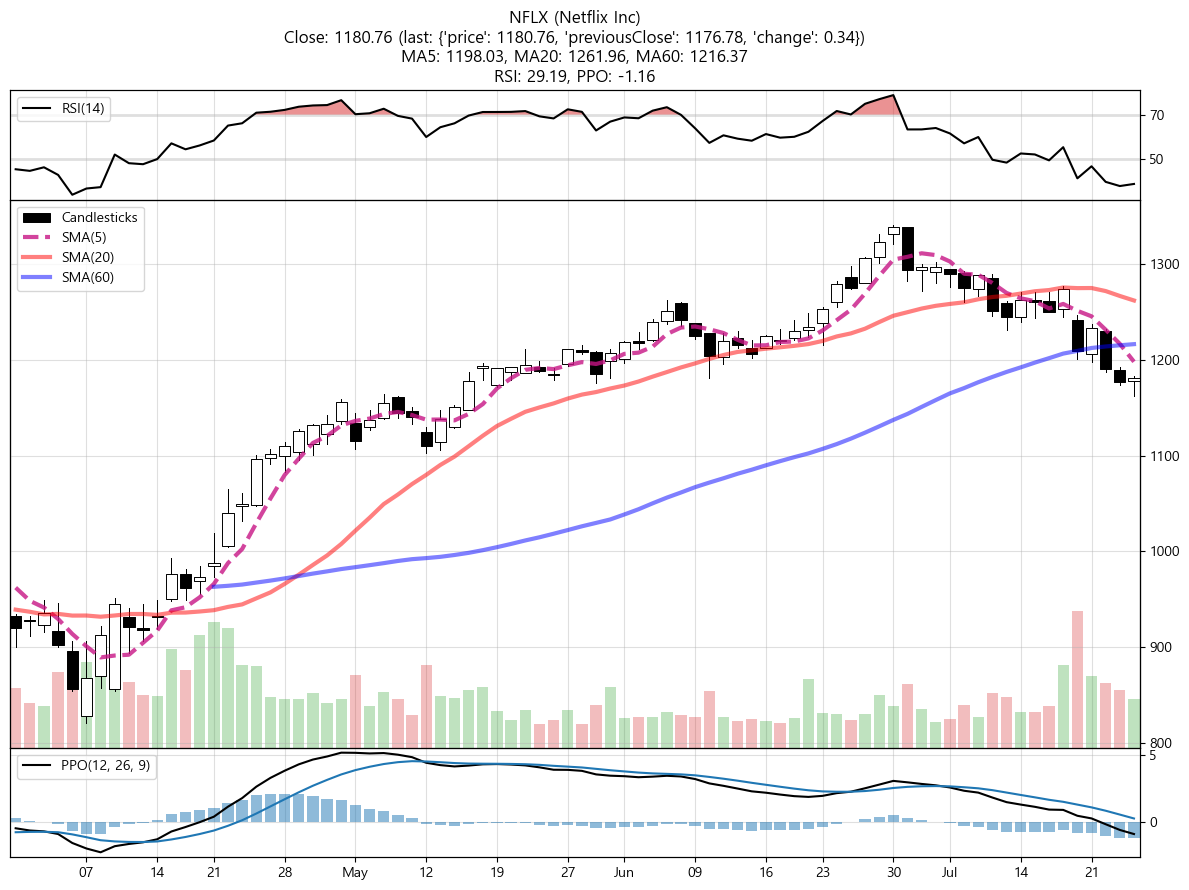 NFLX (Netflix Inc)
Close: 1180.76 (last: {'price': 1180.76, 'previousClose': 1176.78, 'change': 0.34})
MA5: 1198.03, MA20: 1261.96, MA60: 1216.37
RSI: 29.19, PPO: -1.16
RSI(14)
70
50
Candlesticks
SMA(5)
SMA(20)
SMA(60)
1300
1200
1100
1000
900
800
PPO(12, 26, 9)
5
0
07 14 21 28 May 12 19 27 Jun 09 16 23 30 Jul 14 21